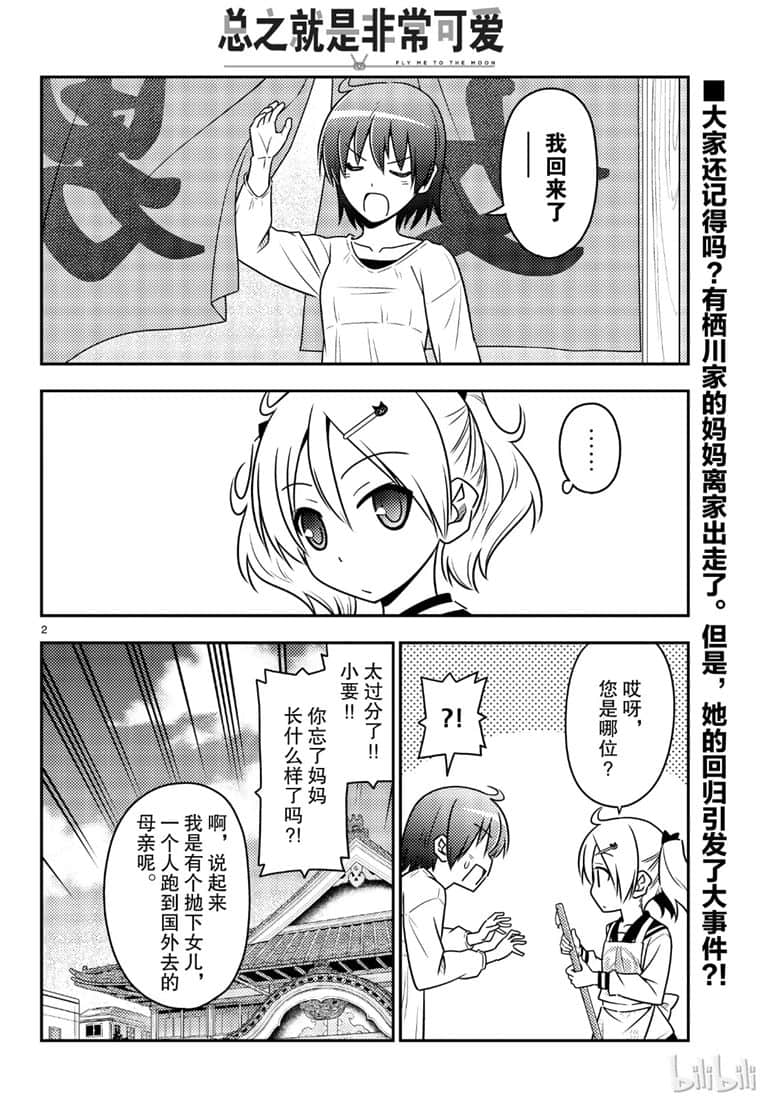 总之就是非常可爱
FLY ME TO THE MOON
■大家还记得吗？有栖川家的妈妈离家出走了。但是，她的回归引发了大事件?!
我回来了
——
……
2
哎呀，
您是哪位？
?!
太过分了!!
小要!!
你忘了妈妈
长什么样了吗?!
啊，说起来
我是有个抛下女儿，
一个人跑到国外去的
母亲呢。
bilibili